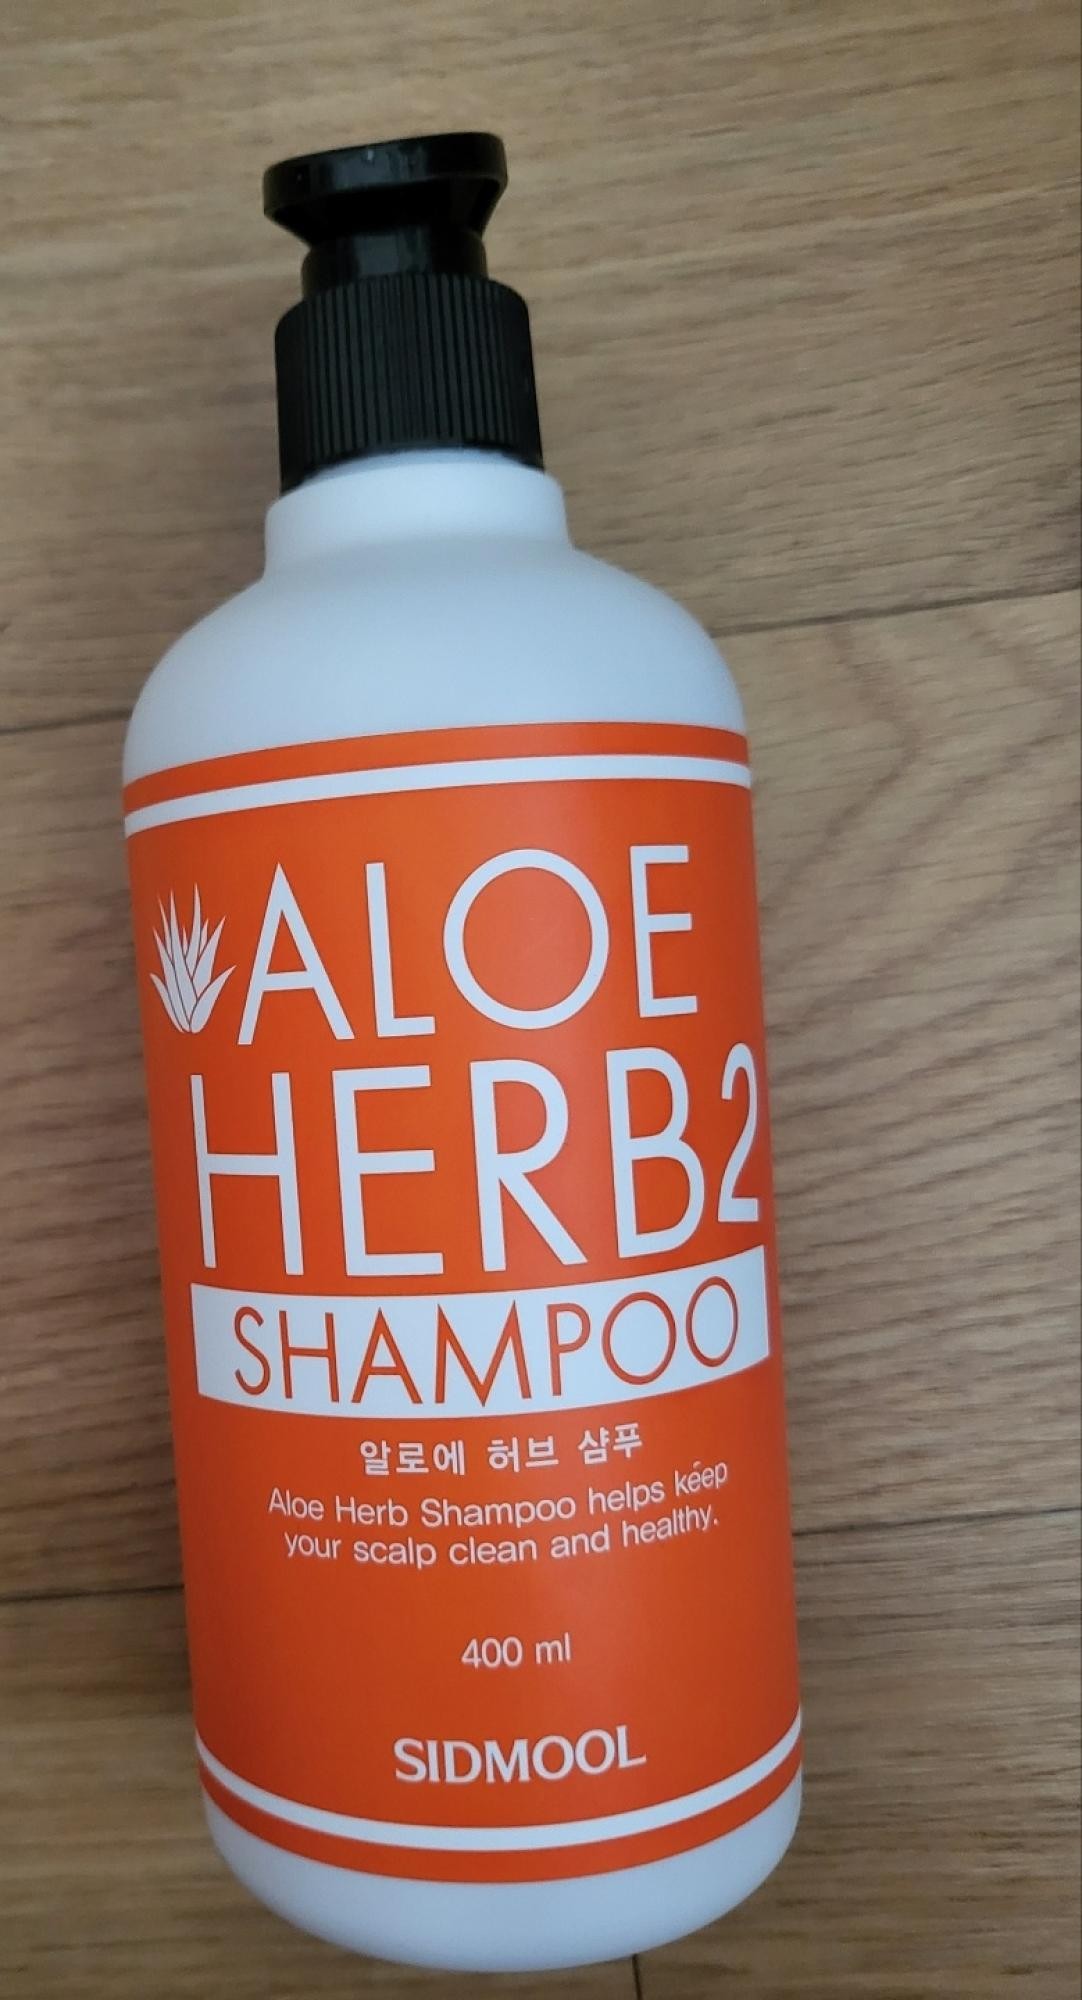 ALOE
HERB2
SHAMPOO
알로에 허브 샴푸
Aloe Herb Shampoo helps keep
your scalp clean and healthy.
400 ml
SIDMOOL